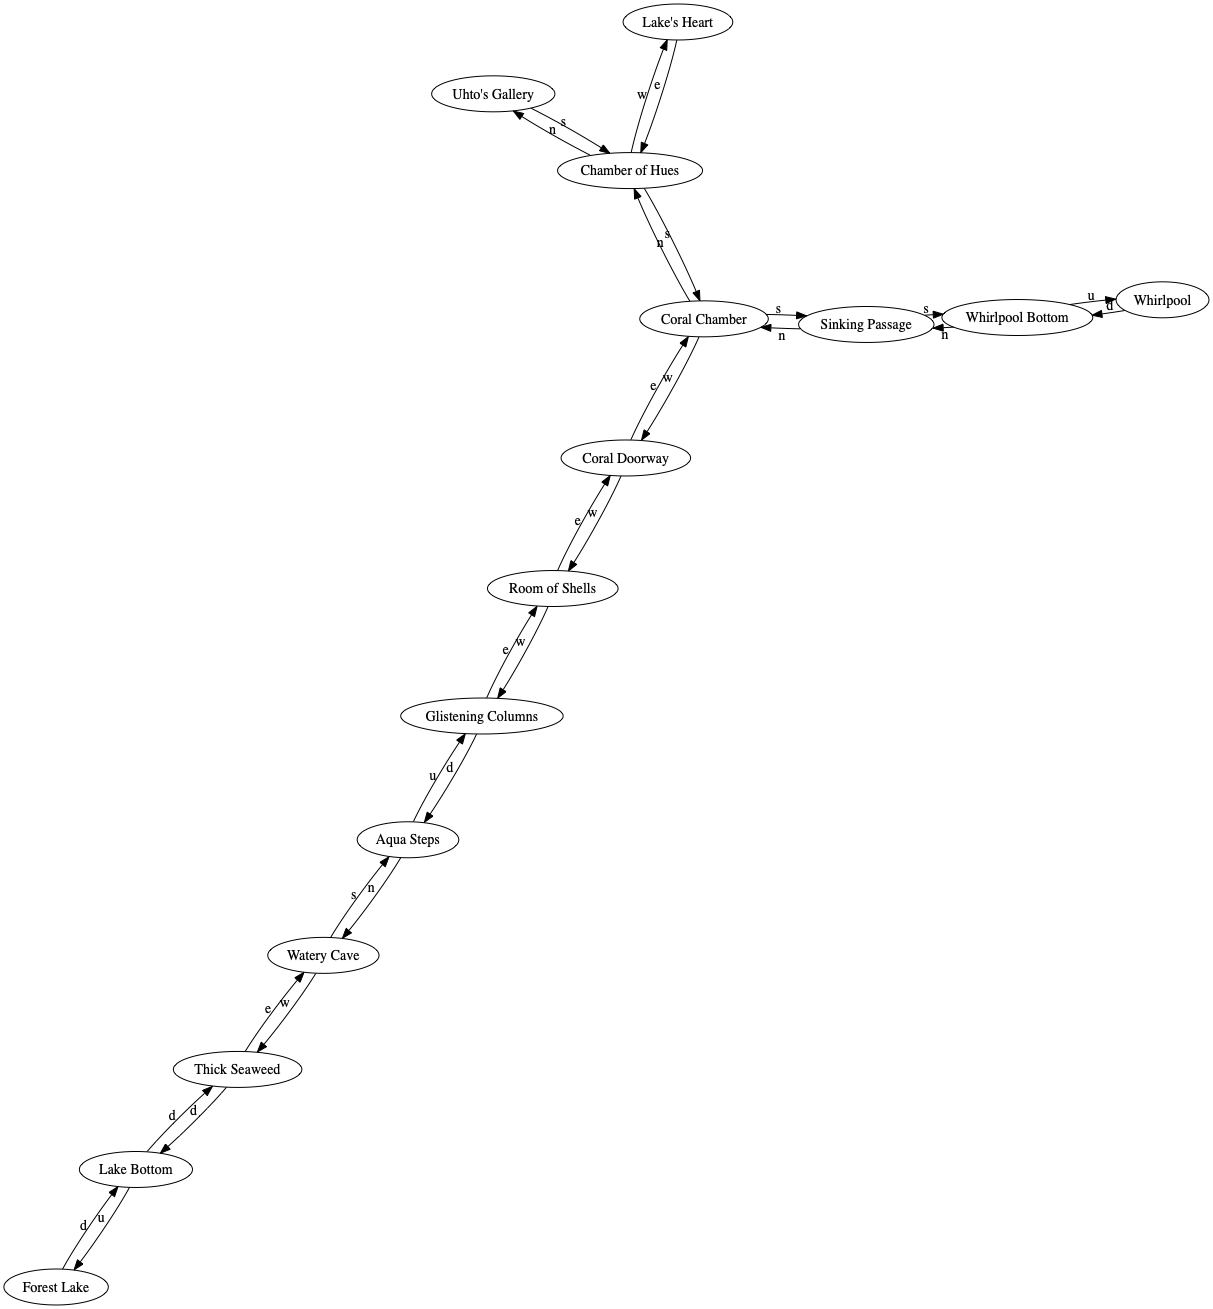 Lake's Heart
w e
Uhto's Gallery
s
n
Chamber of Hues
s
n
Coral Chamber
s
n
Sinking Passage
s
n
Whirlpool Bottom
u
d
Whirlpool
e w
Coral Doorway
e w
Room of Shells
e w
Glistening Columns
u d
Aqua Steps
s n
Watery Cave
e w
Thick Seaweed
d d
Lake Bottom
d u
Forest Lake